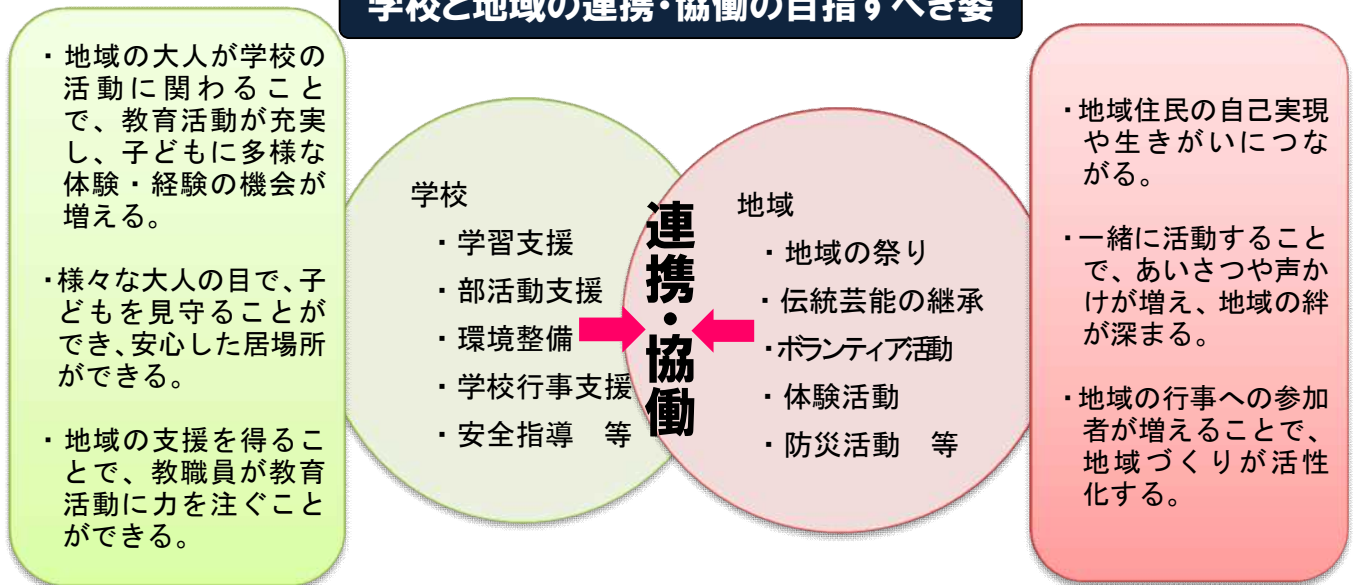 学校と地域の連携・協働の目指すべき姿
・地域の大人が学校の
活動に関わること
で、教育活動が充実
し、子どもに多様な
体験・経験の機会が
増える。
・様々な大人の目で、子
どもを見守ることが
でき、安心した居場所
ができる。
・地域の支援を得るこ
とで、教職員が教育
活動に力を注ぐこと
ができる。
学校
・学習支援
・部活動支援
・環境整備
・学校行事支援
・安全指導　等
連携・協働
地域
・地域の祭り
・伝統芸能の継承
・ボランティア活動
・体験活動
・防災活動　等
・地域住民の自己実現
や生きがいにつな
がる。
・一緒に活動すること
で、あいさつや声か
けが増え、地域の絆
が深まる。
・地域の行事への参加
者が増えることで、
地域づくりが活性
化する。